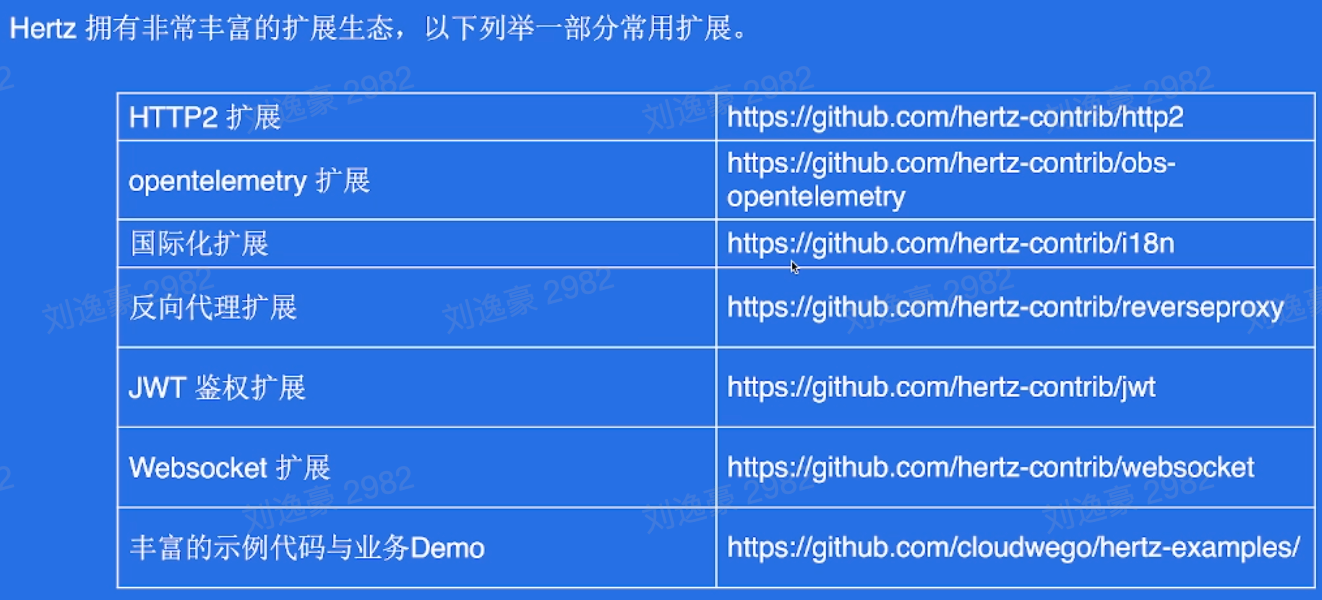 Hertz 拥有非常丰富的扩展生态，以下列举一部分常用扩展。
HTTP2 扩展
https://github.com/hertz-contrib/http2
opentelemetry 扩展
https://github.com/hertz-contrib/obs-
opentelemetry
国际化扩展
https://github.com/hertz-contrib/i18n
反向代理扩展
https://github.com/hertz-contrib/reverseproxy
JWT 鉴权扩展
https://github.com/hertz-contrib/jwt
Websocket 扩展
https://github.com/hertz-contrib/websocket
丰富的示例代码与业务Demo
https://github.com/cloudwego/hertz-examples/
刘逸豪 2982